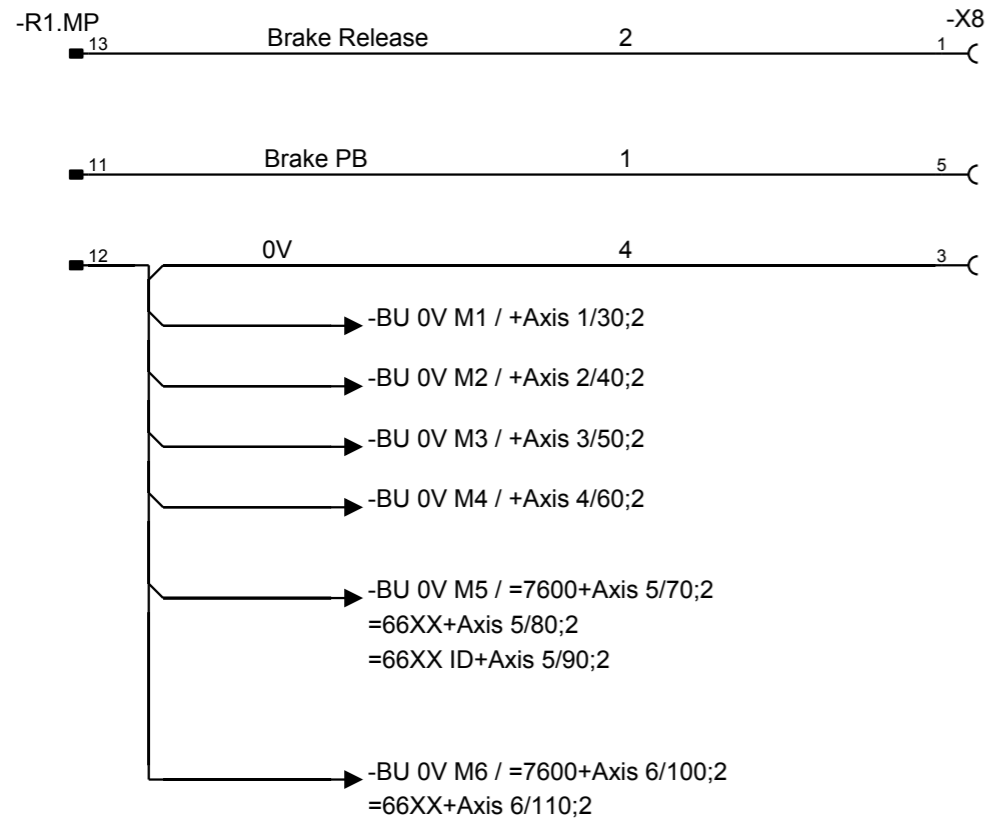 -R1.MP -X8
13 Brake Release 2 1
11 Brake PB 1 5
12 0V 4 3
-BU 0V M1 / +Axis 1/30;2
-BU 0V M2 / +Axis 2/40;2
-BU 0V M3 / +Axis 3/50;2
-BU 0V M4 / +Axis 4/60;2
-BU 0V M5 / =7600+Axis 5/70;2
=66XX+Axis 5/80;2
=66XX ID+Axis 5/90;2
-BU 0V M6 / =7600+Axis 6/100;2
=66XX+Axis 6/110;2